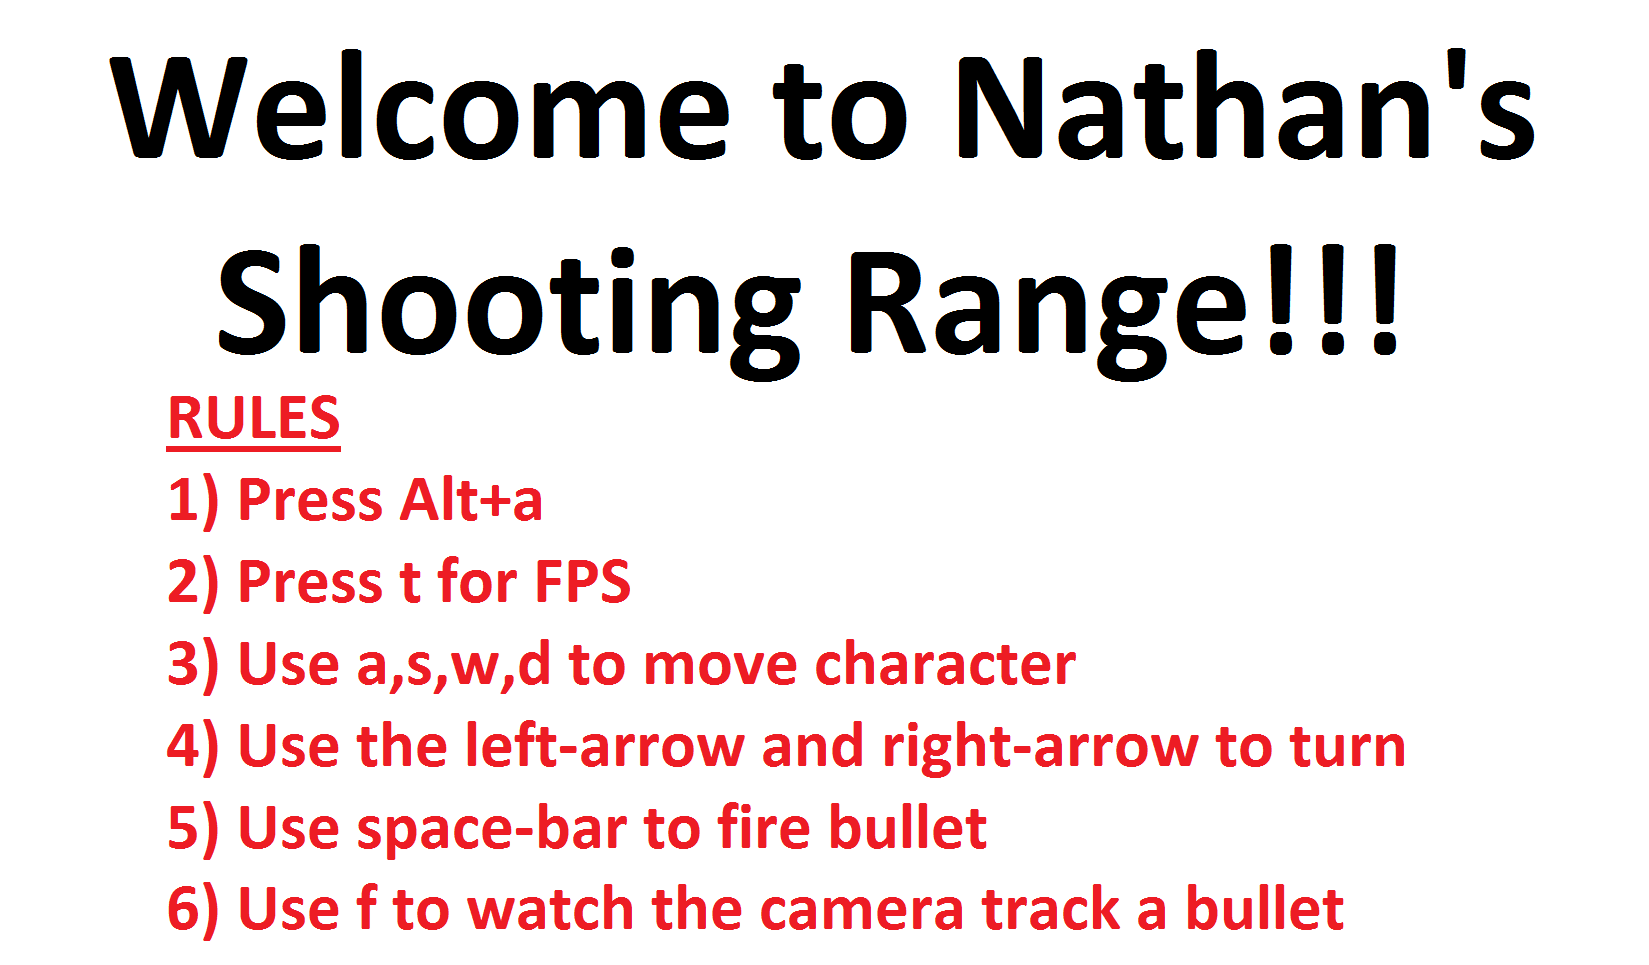 Welcome to Nathan's
Shooting Range!!!
RULES
1) Press Alt+a
2) Press t for FPS
3) Use a,s,w,d to move character
4) Use the left-arrow and right-arrow to turn
5) Use space-bar to fire bullet
6) Use f to watch the camera track a bullet